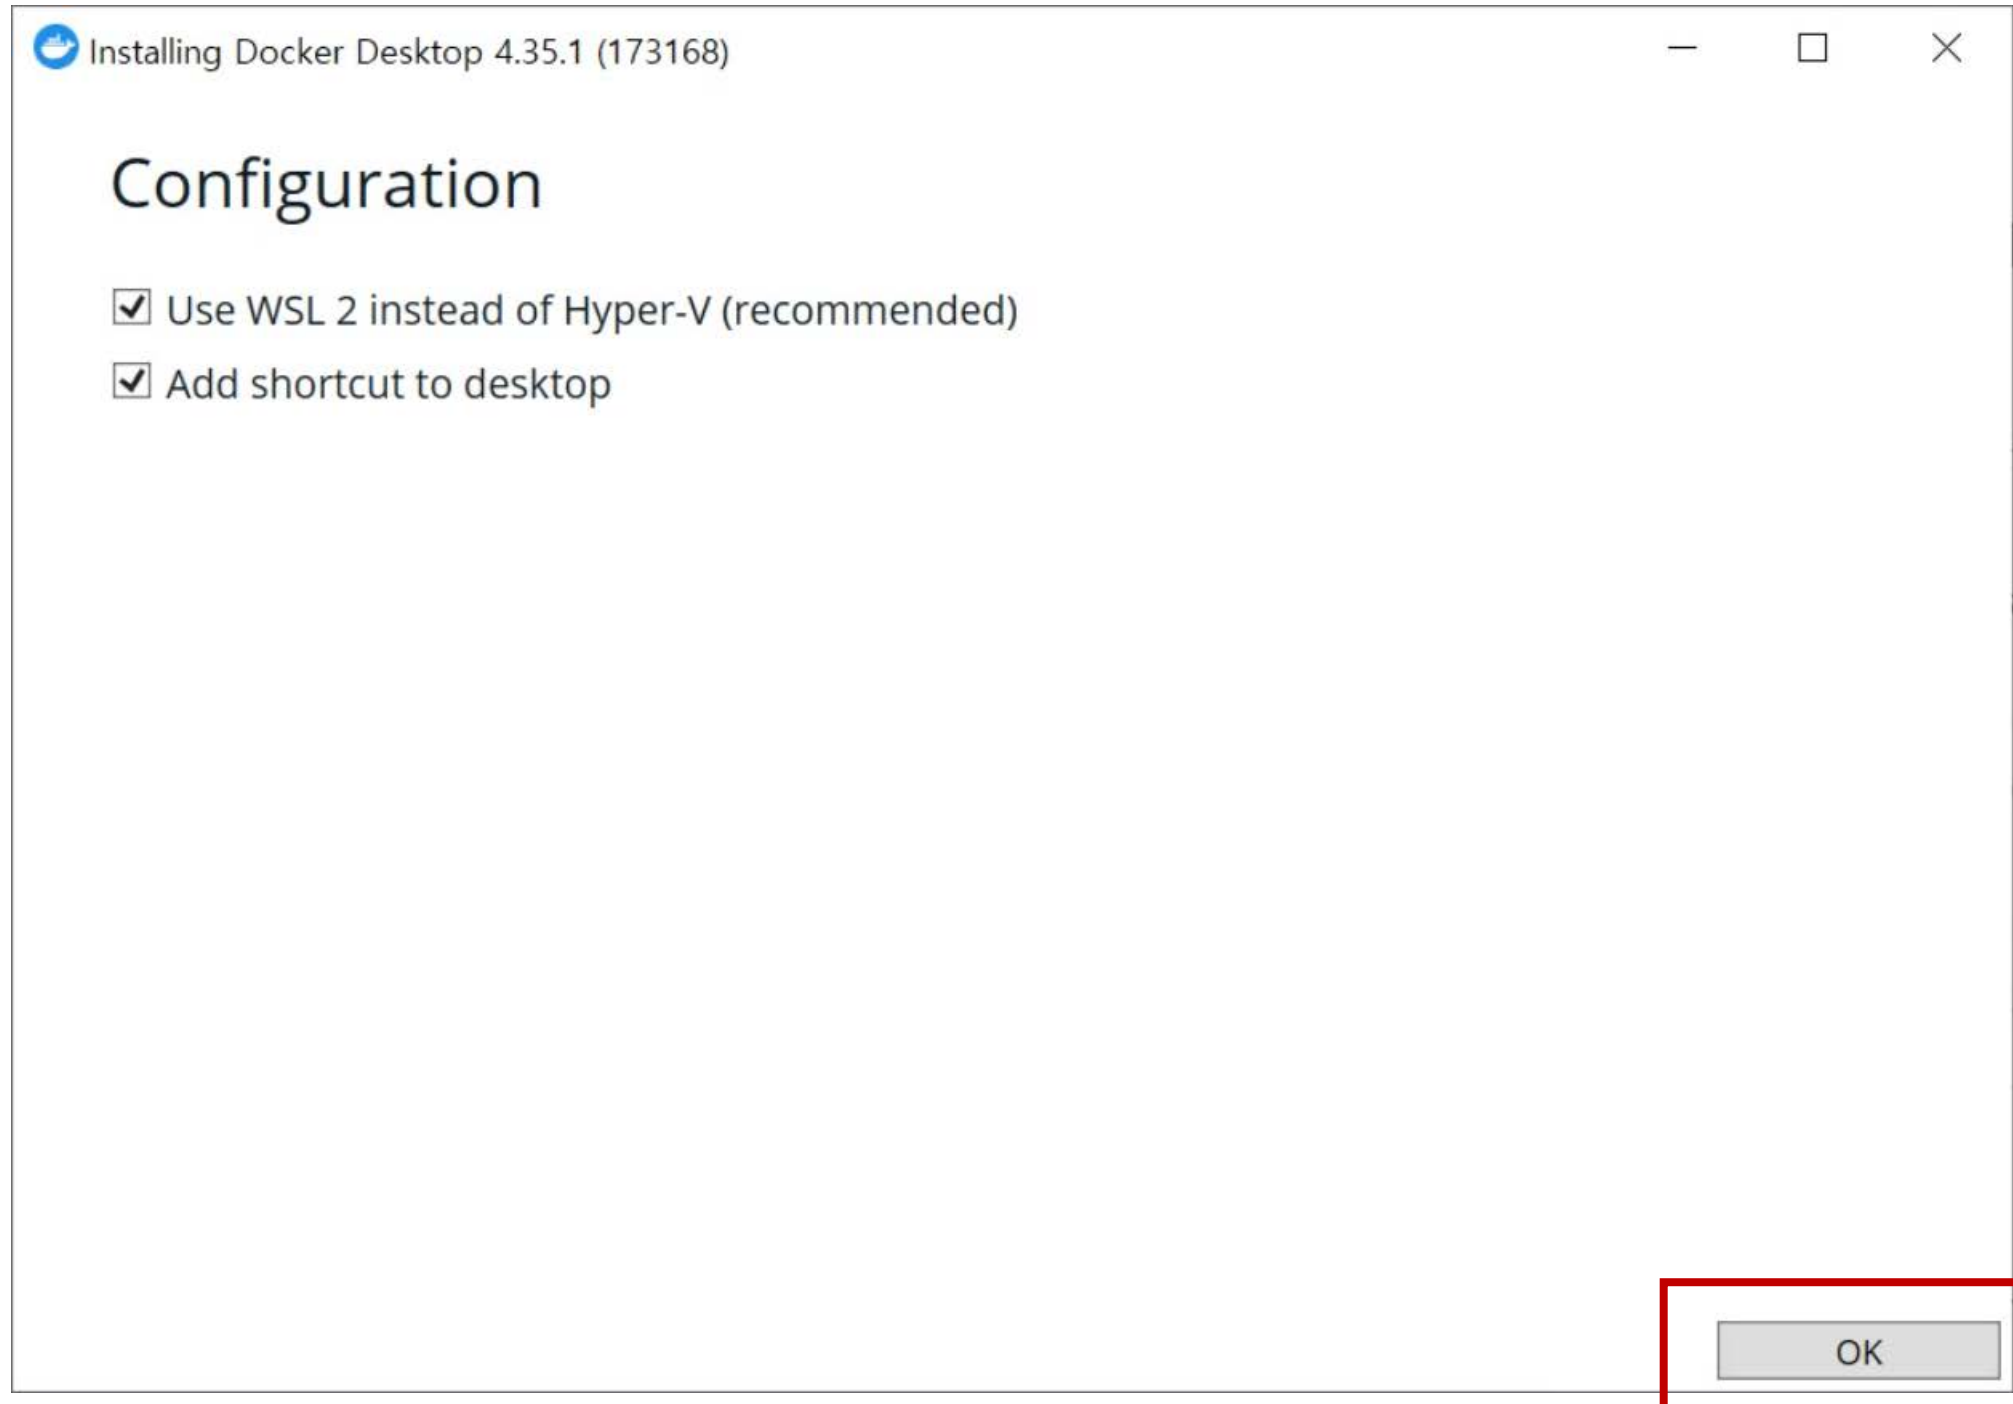 Installing Docker Desktop 4.35.1 (173168)
Configuration
Use WSL 2 instead of Hyper-V (recommended)
Add shortcut to desktop
OK